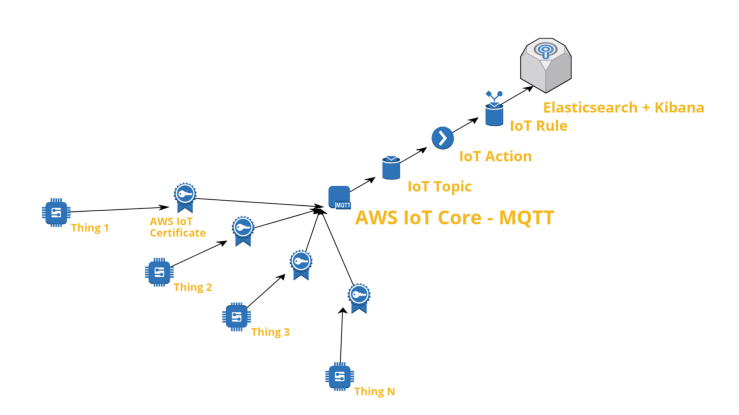 Elasticsearch + Kibana
IoT Rule
IoT Action
IoT Topic
MQTT
AWS IoT Core - MQTT
Thing 1
AWS IoT
Certificate
Thing 2
Thing 3
Thing N